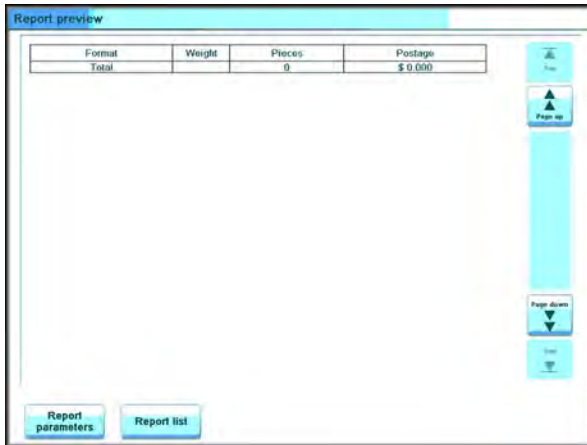 Report preview
Format Weight Pieces Postage
Total 0 $ 0.000
Page up
Page down
Report
parameters
Report list